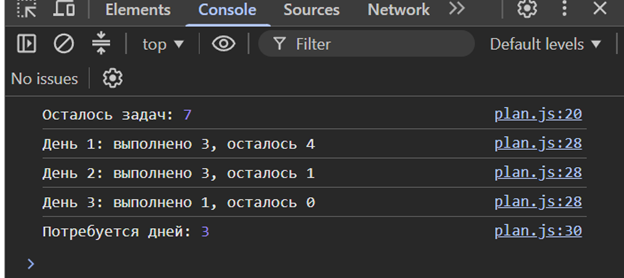 Elements Console Sources Network
top Filter Default levels
No issues
Осталось задач: 7 plan.js:20
День 1: выполнено 3, осталось 4 plan.js:28
День 2: выполнено 3, осталось 1 plan.js:28
День 3: выполнено 1, осталось 0 plan.js:28
Потребуется дней: 3 plan.js:30